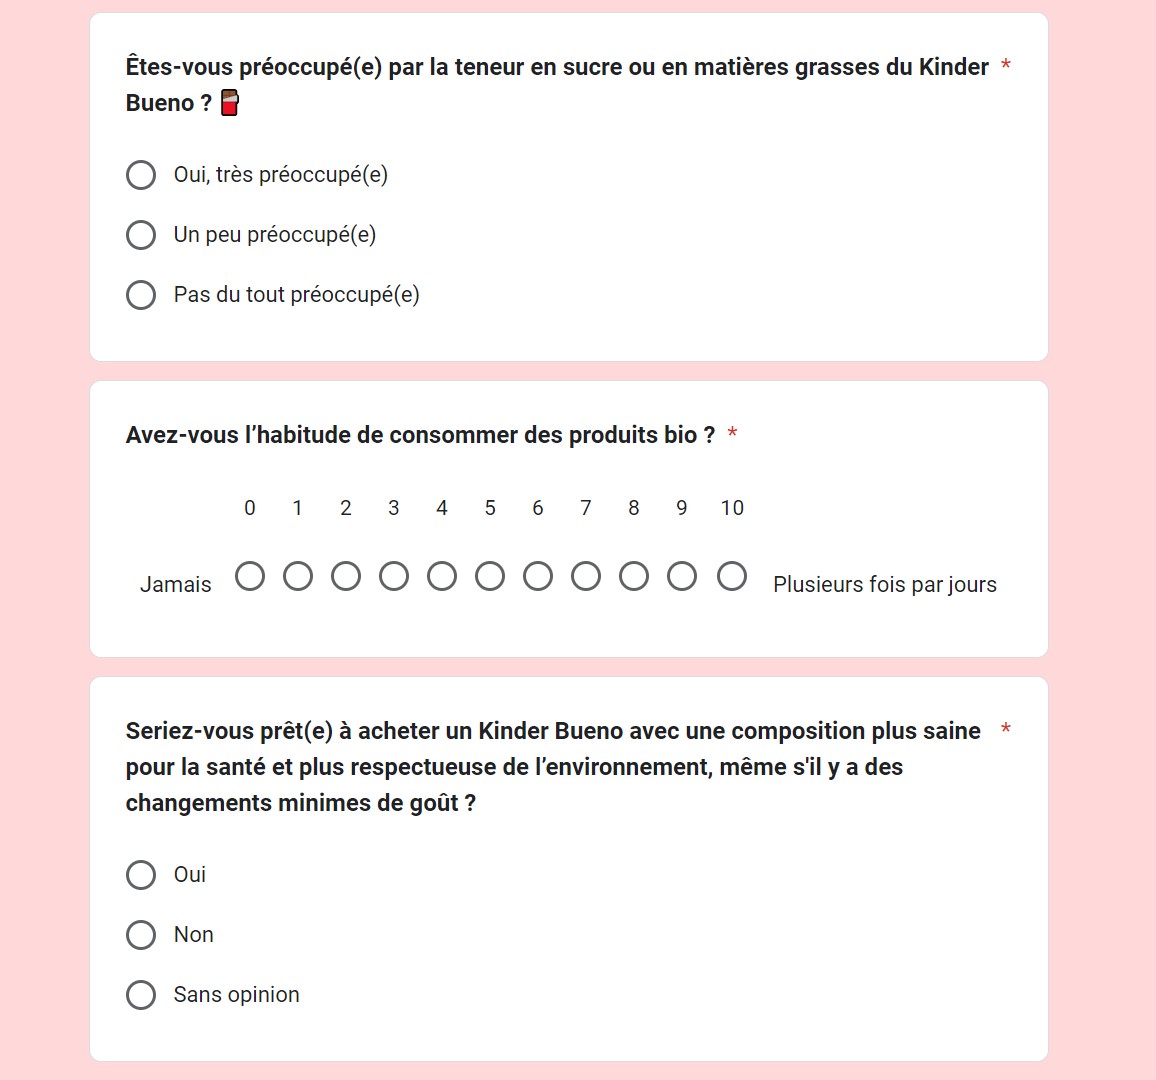 Êtes-vous préoccupé(e) par la teneur en sucre ou en matières grasses du Kinder *
Bueno ? 🍫
Oui, très préoccupé(e)
Un peu préoccupé(e)
Pas du tout préoccupé(e)
Avez-vous l’habitude de consommer des produits bio ? *
0 1 2 3 4 5 6 7 8 9 10
Jamais Plusieurs fois par jours
Seriez-vous prêt(e) à acheter un Kinder Bueno avec une composition plus saine *
pour la santé et plus respectueuse de l’environnement, même s'il y a des
changements minimes de goût ?
Oui
Non
Sans opinion